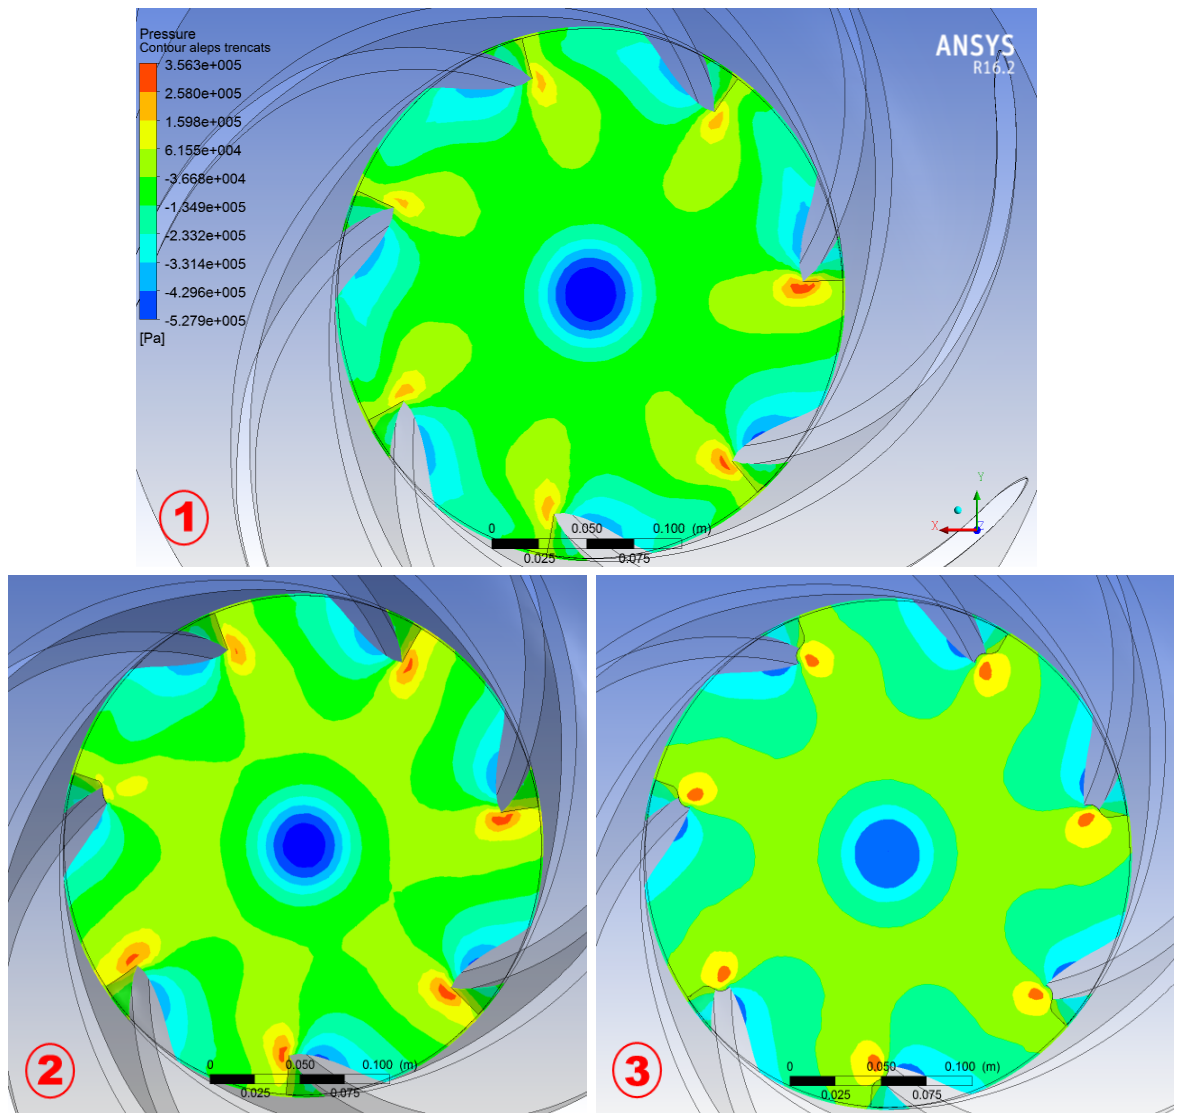 Pressure
Contour aleps trencats
3.563e+005
2.580e+005
1.598e+005
6.155e+004
-3.668e+004
-1.349e+005
-2.332e+005
-3.314e+005
-4.296e+005
-5.279e+005
[Pa]
ANSYS
R16.2
1
0 0.050 0.100 (m)
0.025 0.075
Y
X
Z
2
0 0.050 0.100 (m)
0.025 0.075
3
0 0.050 0.100 (m)
0.025 0.075